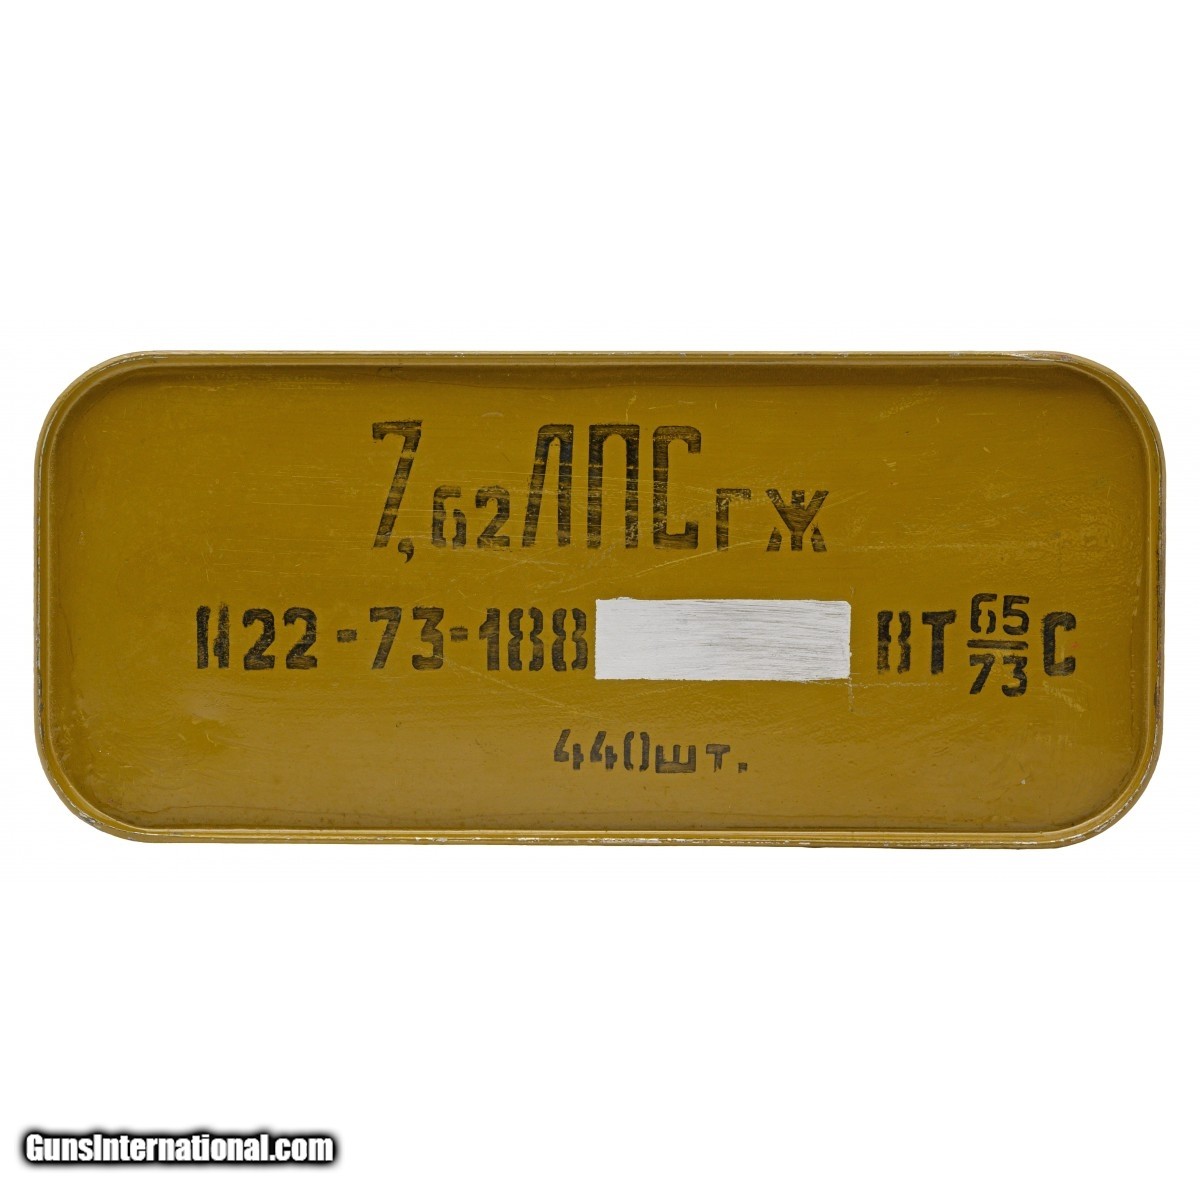 7,62ЛПСгж
И22-73-188 ВТ 65/73 С
440шт.
GunsInternational.com